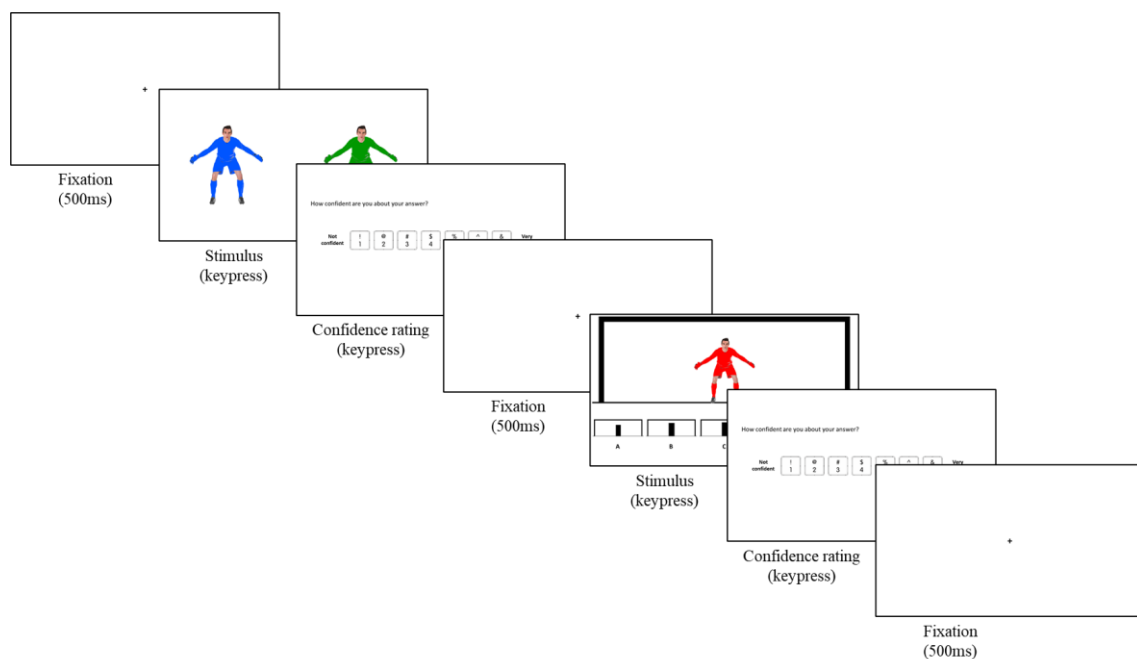 +
Fixation
(500ms)
Stimulus
(keypress)
How confident are you about your answer?
Not confident ! 1 @ 2 # 3 $ 4 % ^ & Very
Confidence rating
(keypress)
+
Fixation
(500ms)
A B C
Stimulus
(keypress)
How confident are you about your answer?
Not confident ! 1 @ 2 # 3 $ 4 % ^ & Very
Confidence rating
(keypress)
+
Fixation
(500ms)